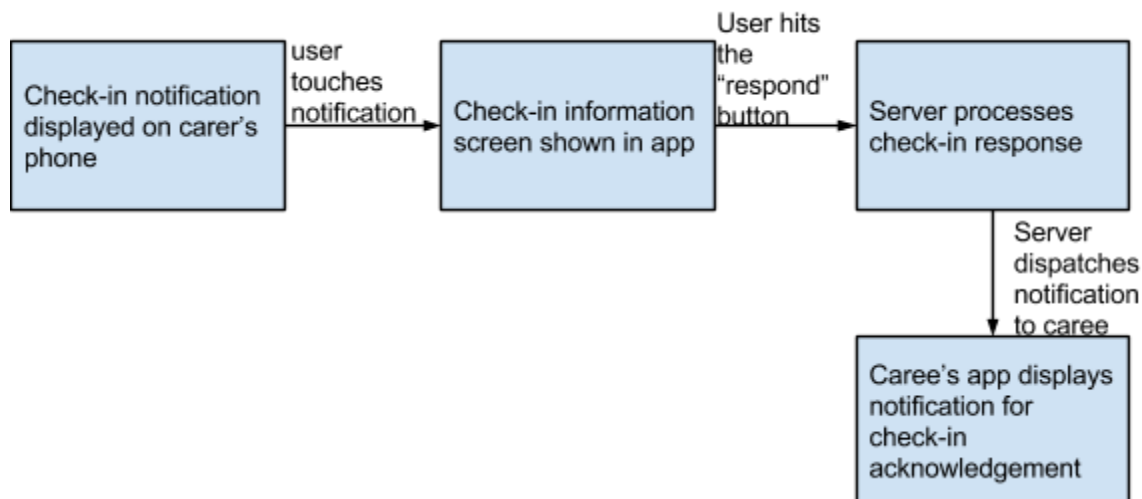 Check-in notification
displayed on carer's
phone
user
touches
notification
Check-in information
screen shown in app
User hits
the
“respond”
button
Server processes
check-in response
Server
dispatches
notification
to caree
Caree’s app displays
notification for
check-in
acknowledgement